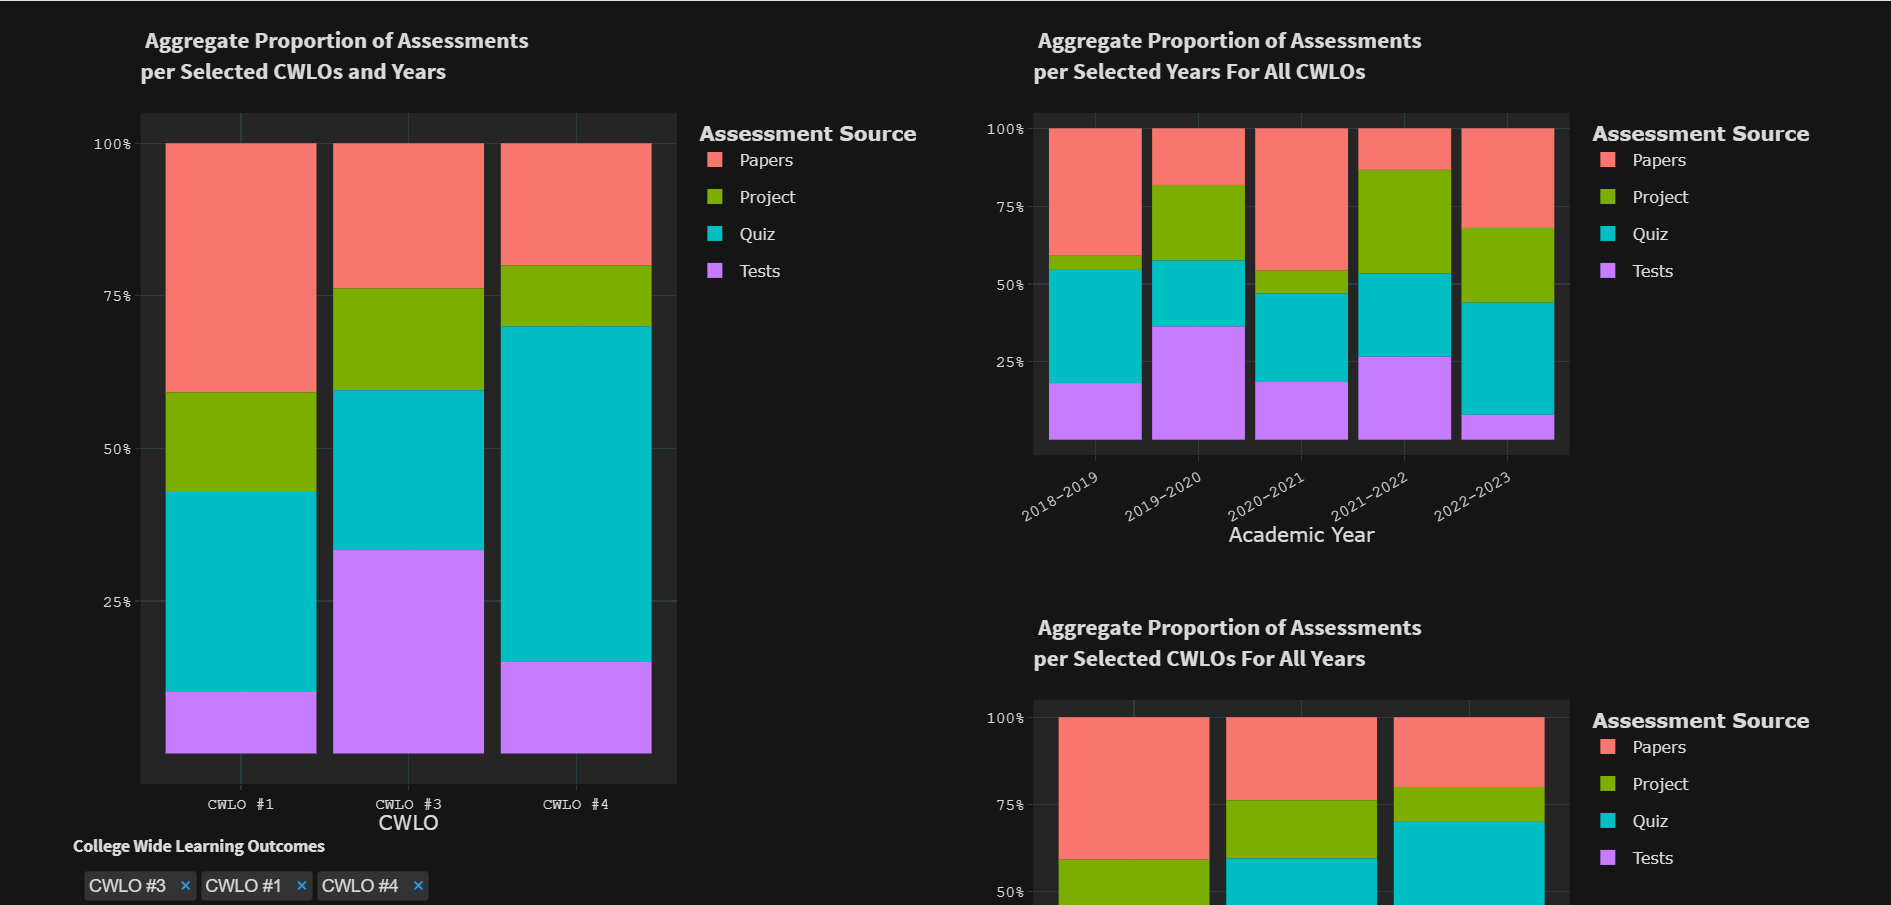 Aggregate Proportion of Assessments
per Selected CWLOs and Years
100%
75%
50%
25%
CWLO #1
CWLO #3
CWLO #4
CWLO
Assessment Source
Papers
Project
Quiz
Tests
College Wide Learning Outcomes
CWLO #3 × CWLO #1 × CWLO #4 ×
Aggregate Proportion of Assessments
per Selected Years For All CWLOs
100%
75%
50%
25%
2018-2019
2019-2020
2020-2021
2021-2022
2022-2023
Academic Year
Assessment Source
Papers
Project
Quiz
Tests
Aggregate Proportion of Assessments
per Selected CWLOs For All Years
100%
75%
50%
Assessment Source
Papers
Project
Quiz
Tests